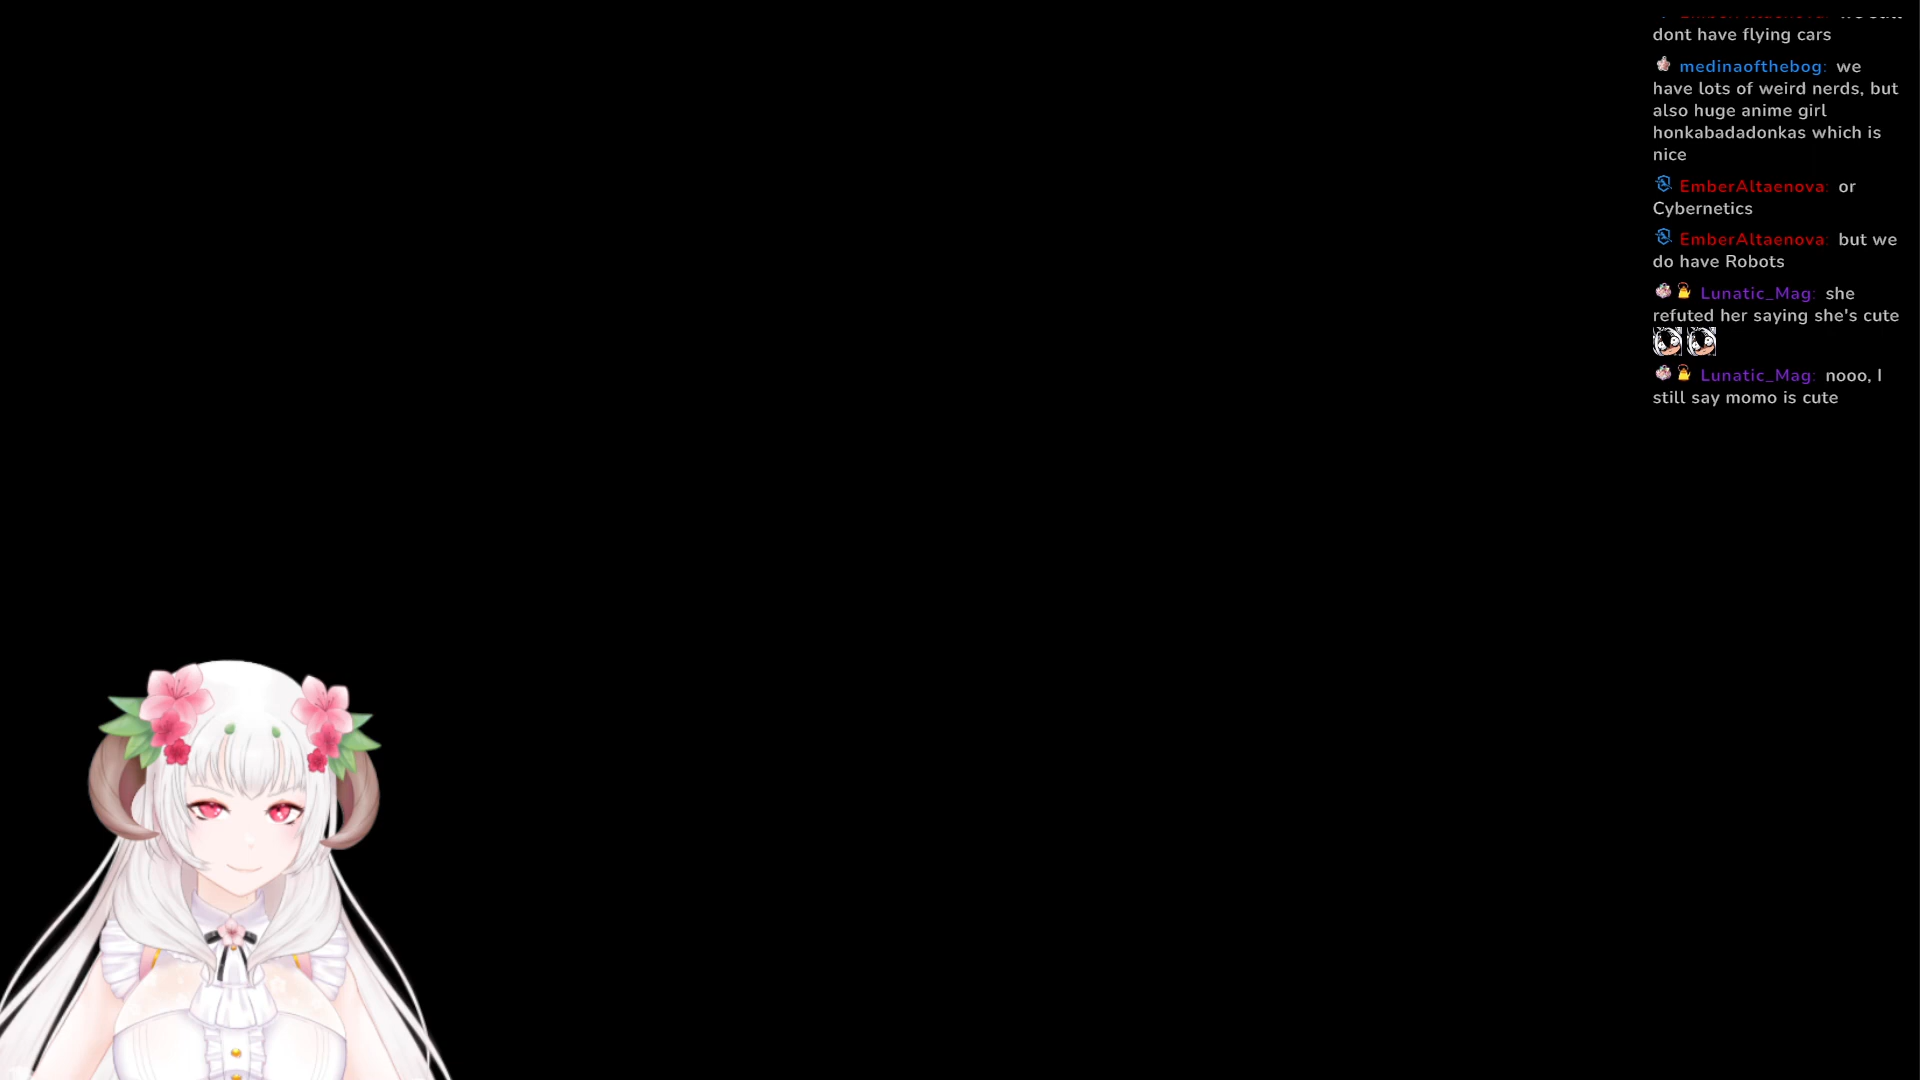 dont have flying cars
medinaofthebog: we
have lots of weird nerds, but
also huge anime girl
honkabadadonkas which is
nice
EmberAltaenova: or
Cybernetics
EmberAltaenova: but we
do have Robots
Lunatic_Mag: she
refuted her saying she's cute
Lunatic_Mag: nooo, I
still say momo is cute